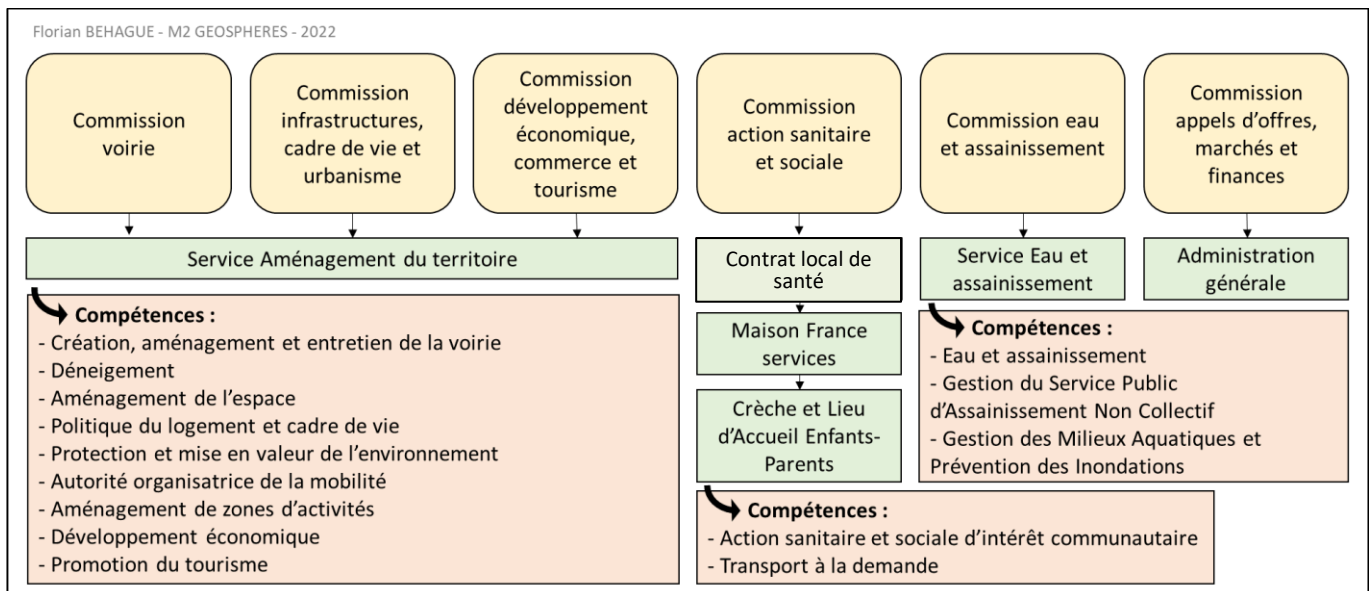 Florian BEHAGUE - M2 GEOSPHERES - 2022
Commission
voirie
Commission
infrastructures,
cadre de vie et
urbanisme
Commission
développement
économique,
commerce et
tourisme
Commission
action sanitaire
et sociale
Commission eau
et assainissement
Commission
appels d’offres,
marchés et
finances
Service Aménagement du territoire
Contrat local de
santé
Service Eau et
assainissement
Administration
générale
Compétences :
- Création, aménagement et entretien de la voirie
- Déneigement
- Aménagement de l’espace
- Politique du logement et cadre de vie
- Protection et mise en valeur de l’environnement
- Autorité organisatrice de la mobilité
- Aménagement de zones d’activités
- Développement économique
- Promotion du tourisme
Maison France
services
Crèche et Lieu
d’Accueil Enfants-
Parents
Compétences :
- Action sanitaire et sociale d’intérêt communautaire
- Transport à la demande
Compétences :
- Eau et assainissement
- Gestion du Service Public
d’Assainissement Non Collectif
- Gestion des Milieux Aquatiques et
Prévention des Inondations